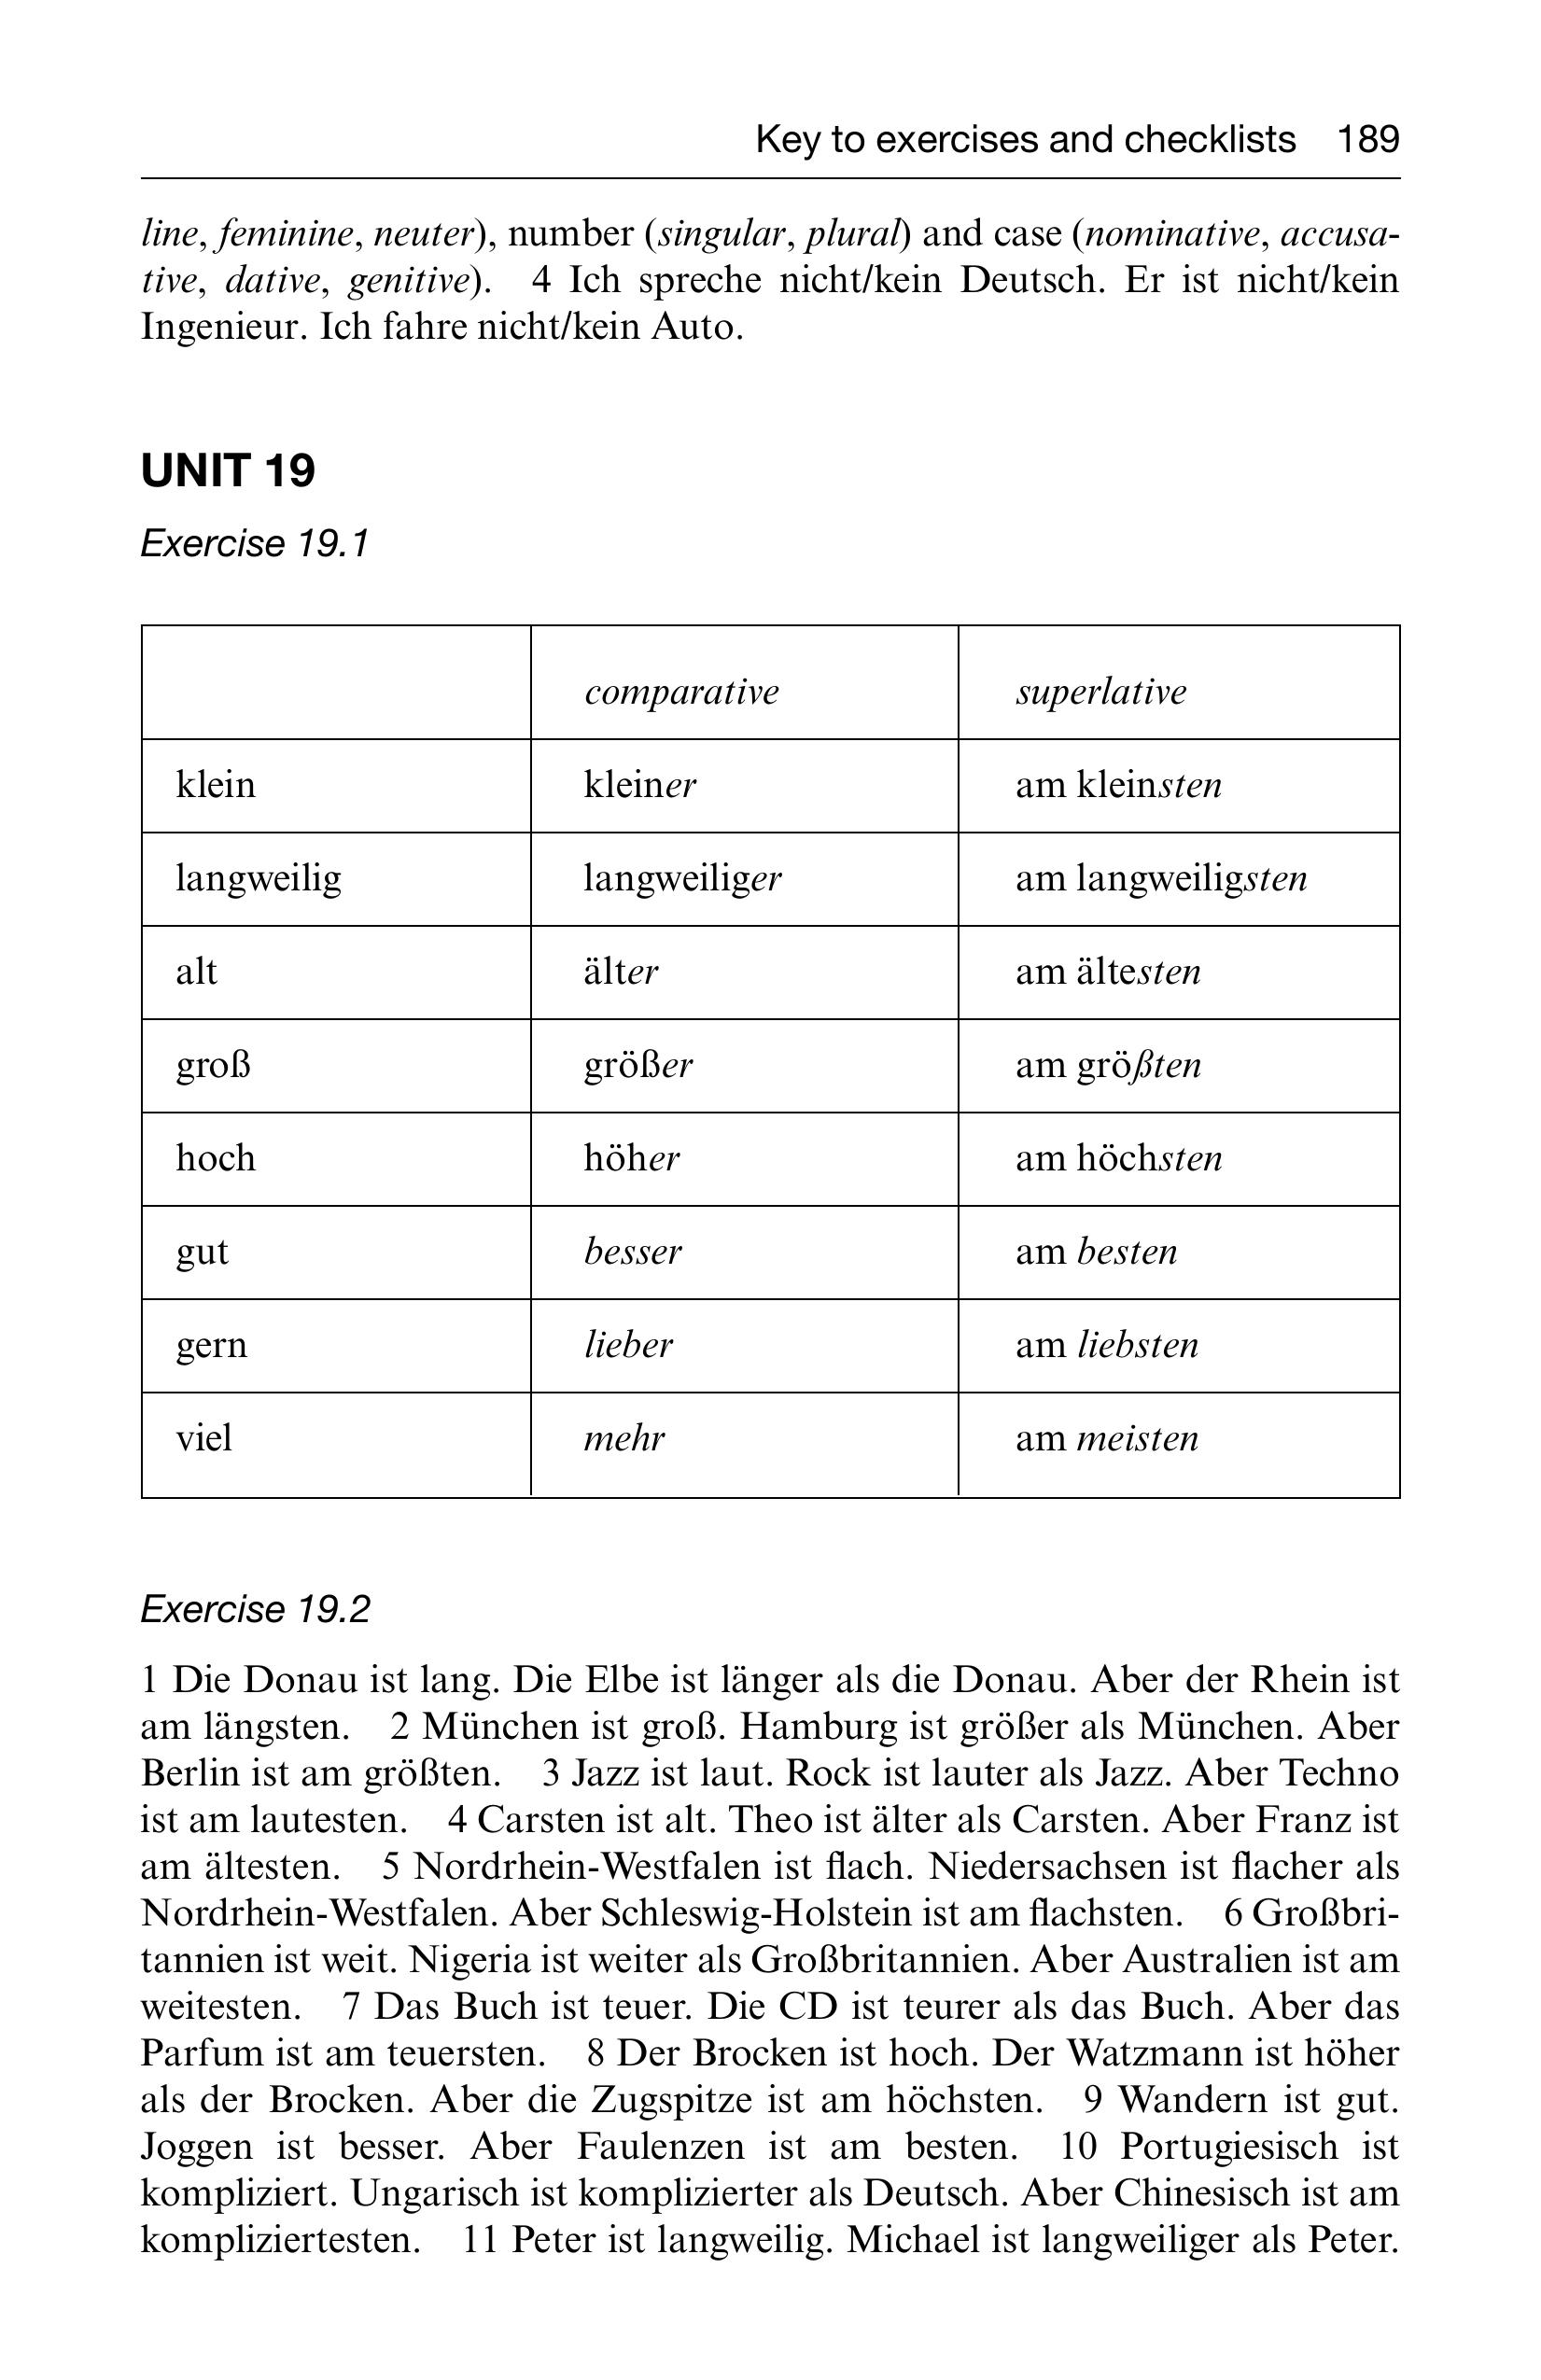 Key to exercises and checklists 189
line, feminine, neuter), number (singular, plural) and case (nominative, accusa-
tive, dative, genitive). 4 Ich spreche nicht/kein Deutsch. Er ist nicht/kein
Ingenieur. Ich fahre nicht/kein Auto.
UNIT 19
Exercise 19.1
comparative superlative
klein kleiner am kleinsten
langweilig langweiliger am langweiligsten
alt älter am ältesten
groß größer am größten
hoch höher am höchsten
gut besser am besten
gern lieber am liebsten
viel mehr am meisten
Exercise 19.2
1 Die Donau ist lang. Die Elbe ist länger als die Donau. Aber der Rhein ist
am längsten. 2 München ist groß. Hamburg ist größer als München. Aber
Berlin ist am größten. 3 Jazz ist laut. Rock ist lauter als Jazz. Aber Techno
ist am lautesten. 4 Carsten ist alt. Theo ist älter als Carsten. Aber Franz ist
am ältesten. 5 Nordrhein-Westfalen ist flach. Niedersachsen ist flacher als
Nordrhein-Westfalen. Aber Schleswig-Holstein ist am flachsten. 6 Großbri-
tannien ist weit. Nigeria ist weiter als Großbritannien. Aber Australien ist am
weitesten. 7 Das Buch ist teuer. Die CD ist teurer als das Buch. Aber das
Parfum ist am teuersten. 8 Der Brocken ist hoch. Der Watzmann ist höher
als der Brocken. Aber die Zugspitze ist am höchsten. 9 Wandern ist gut.
Joggen ist besser. Aber Faulenzen ist am besten. 10 Portugiesisch ist
kompliziert. Ungarisch ist komplizierter als Deutsch. Aber Chinesisch ist am
kompliziertesten. 11 Peter ist langweilig. Michael ist langweiliger als Peter.